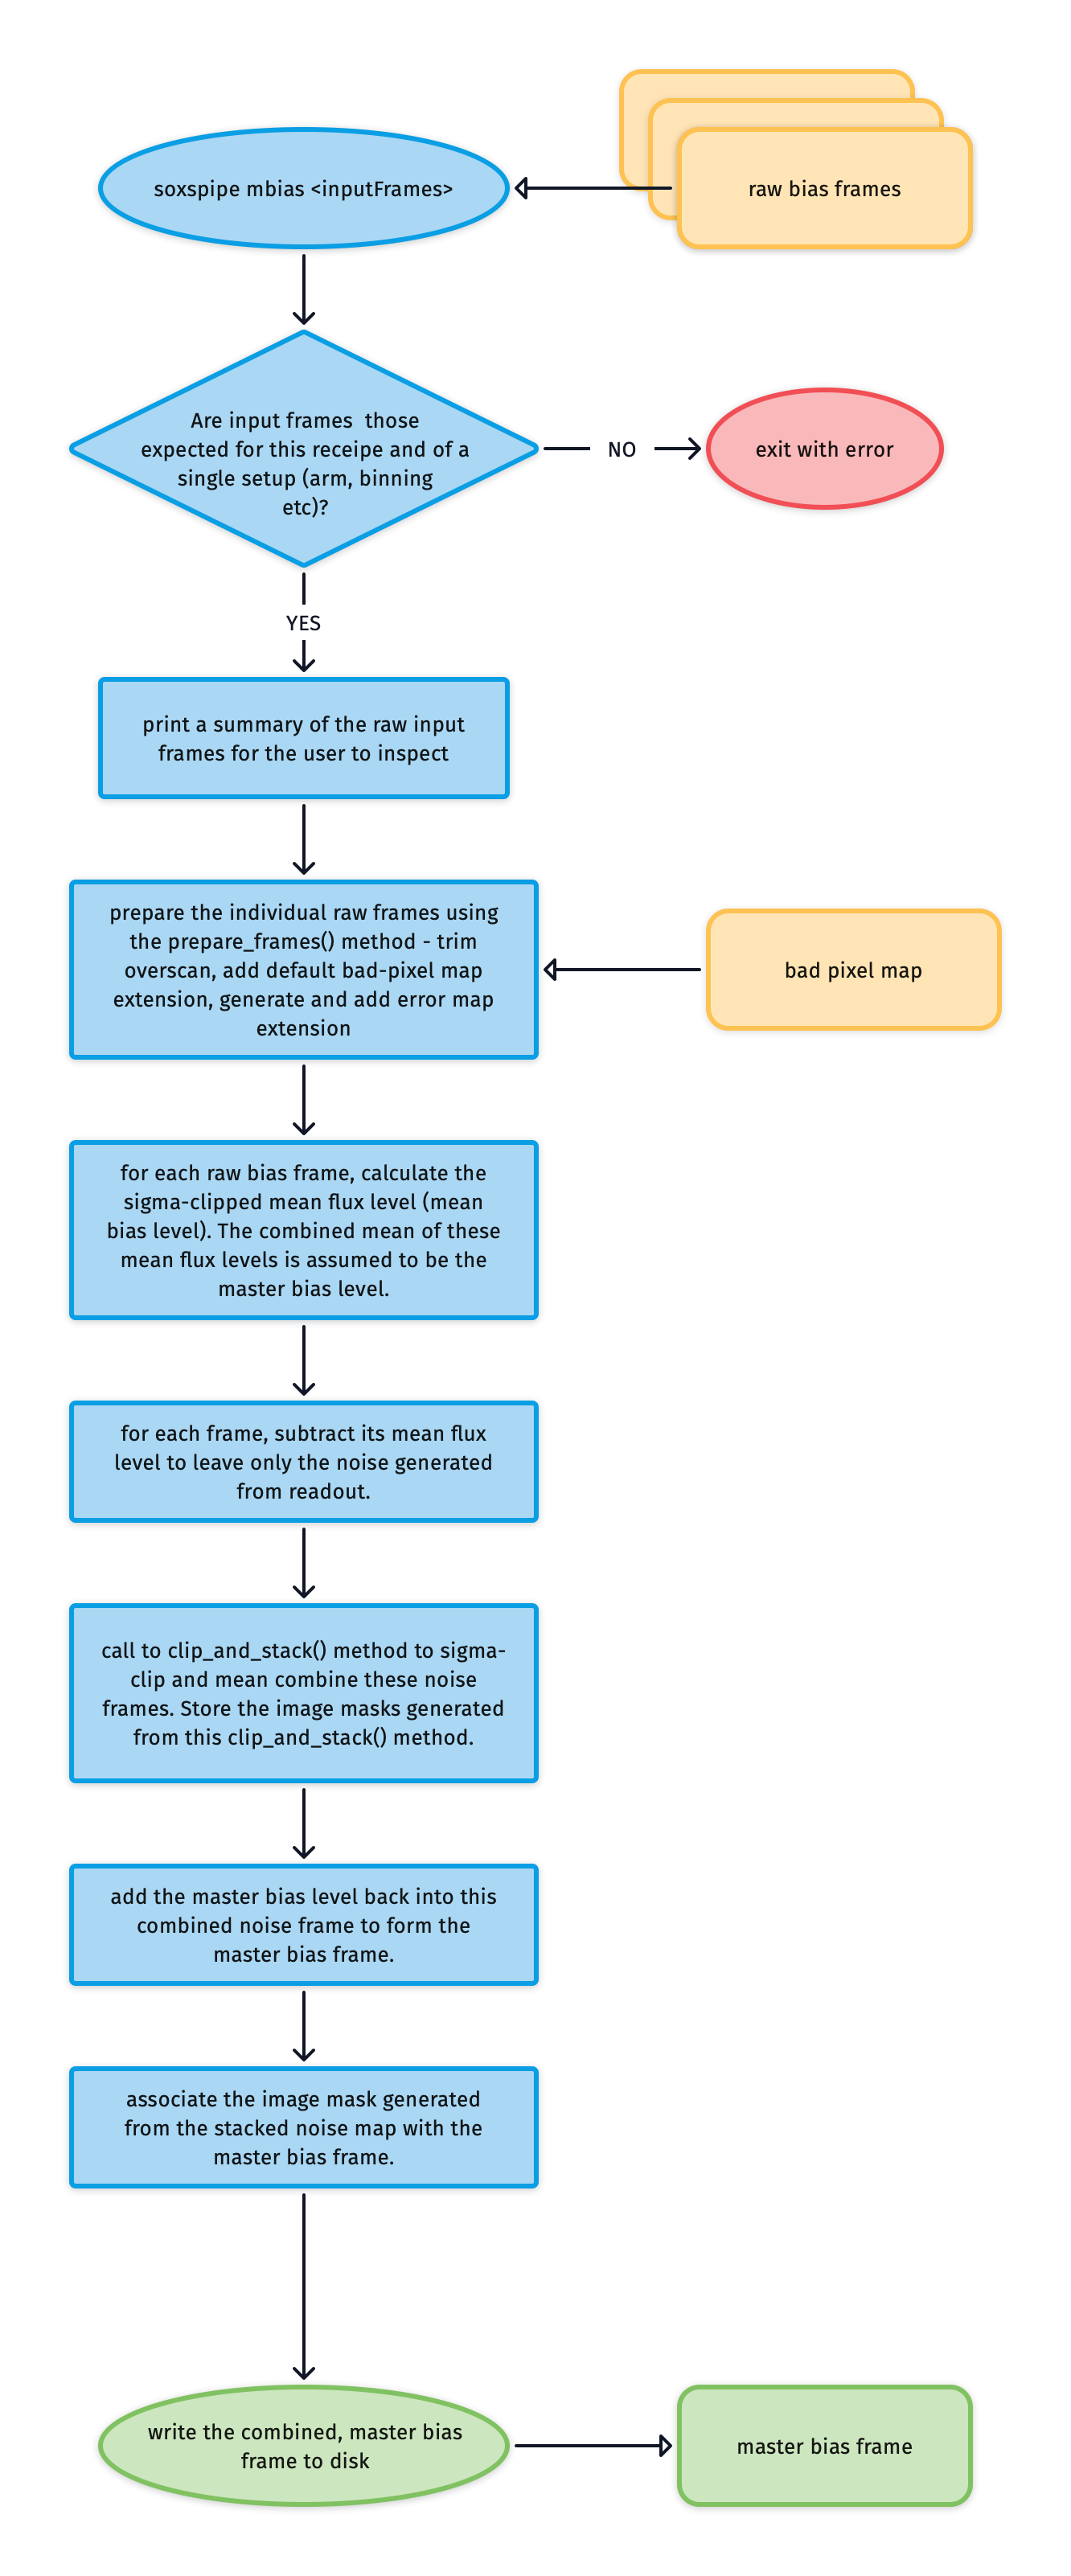 soxspipe mbias <inputFrames>
raw bias frames
Are input frames  those
expected for this receipe and of a
single setup (arm, binning
etc)?
NO
exit with error
YES
print a summary of the raw input
frames for the user to inspect
prepare the individual raw frames using
the prepare_frames() method - trim
overscan, add default bad-pixel map
extension, generate and add error map
extension
bad pixel map
for each raw bias frame, calculate the
sigma-clipped mean flux level (mean
bias level). The combined mean of these
mean flux levels is assumed to be the
master bias level.
for each frame, subtract its mean flux
level to leave only the noise generated
from readout.
call to clip_and_stack() method to sigma-
clip and mean combine these noise
frames. Store the image masks generated
from this clip_and_stack() method.
add the master bias level back into this
combined noise frame to form the
master bias frame.
associate the image mask generated
from the stacked noise map with the
master bias frame.
write the combined, master bias
frame to disk
master bias frame